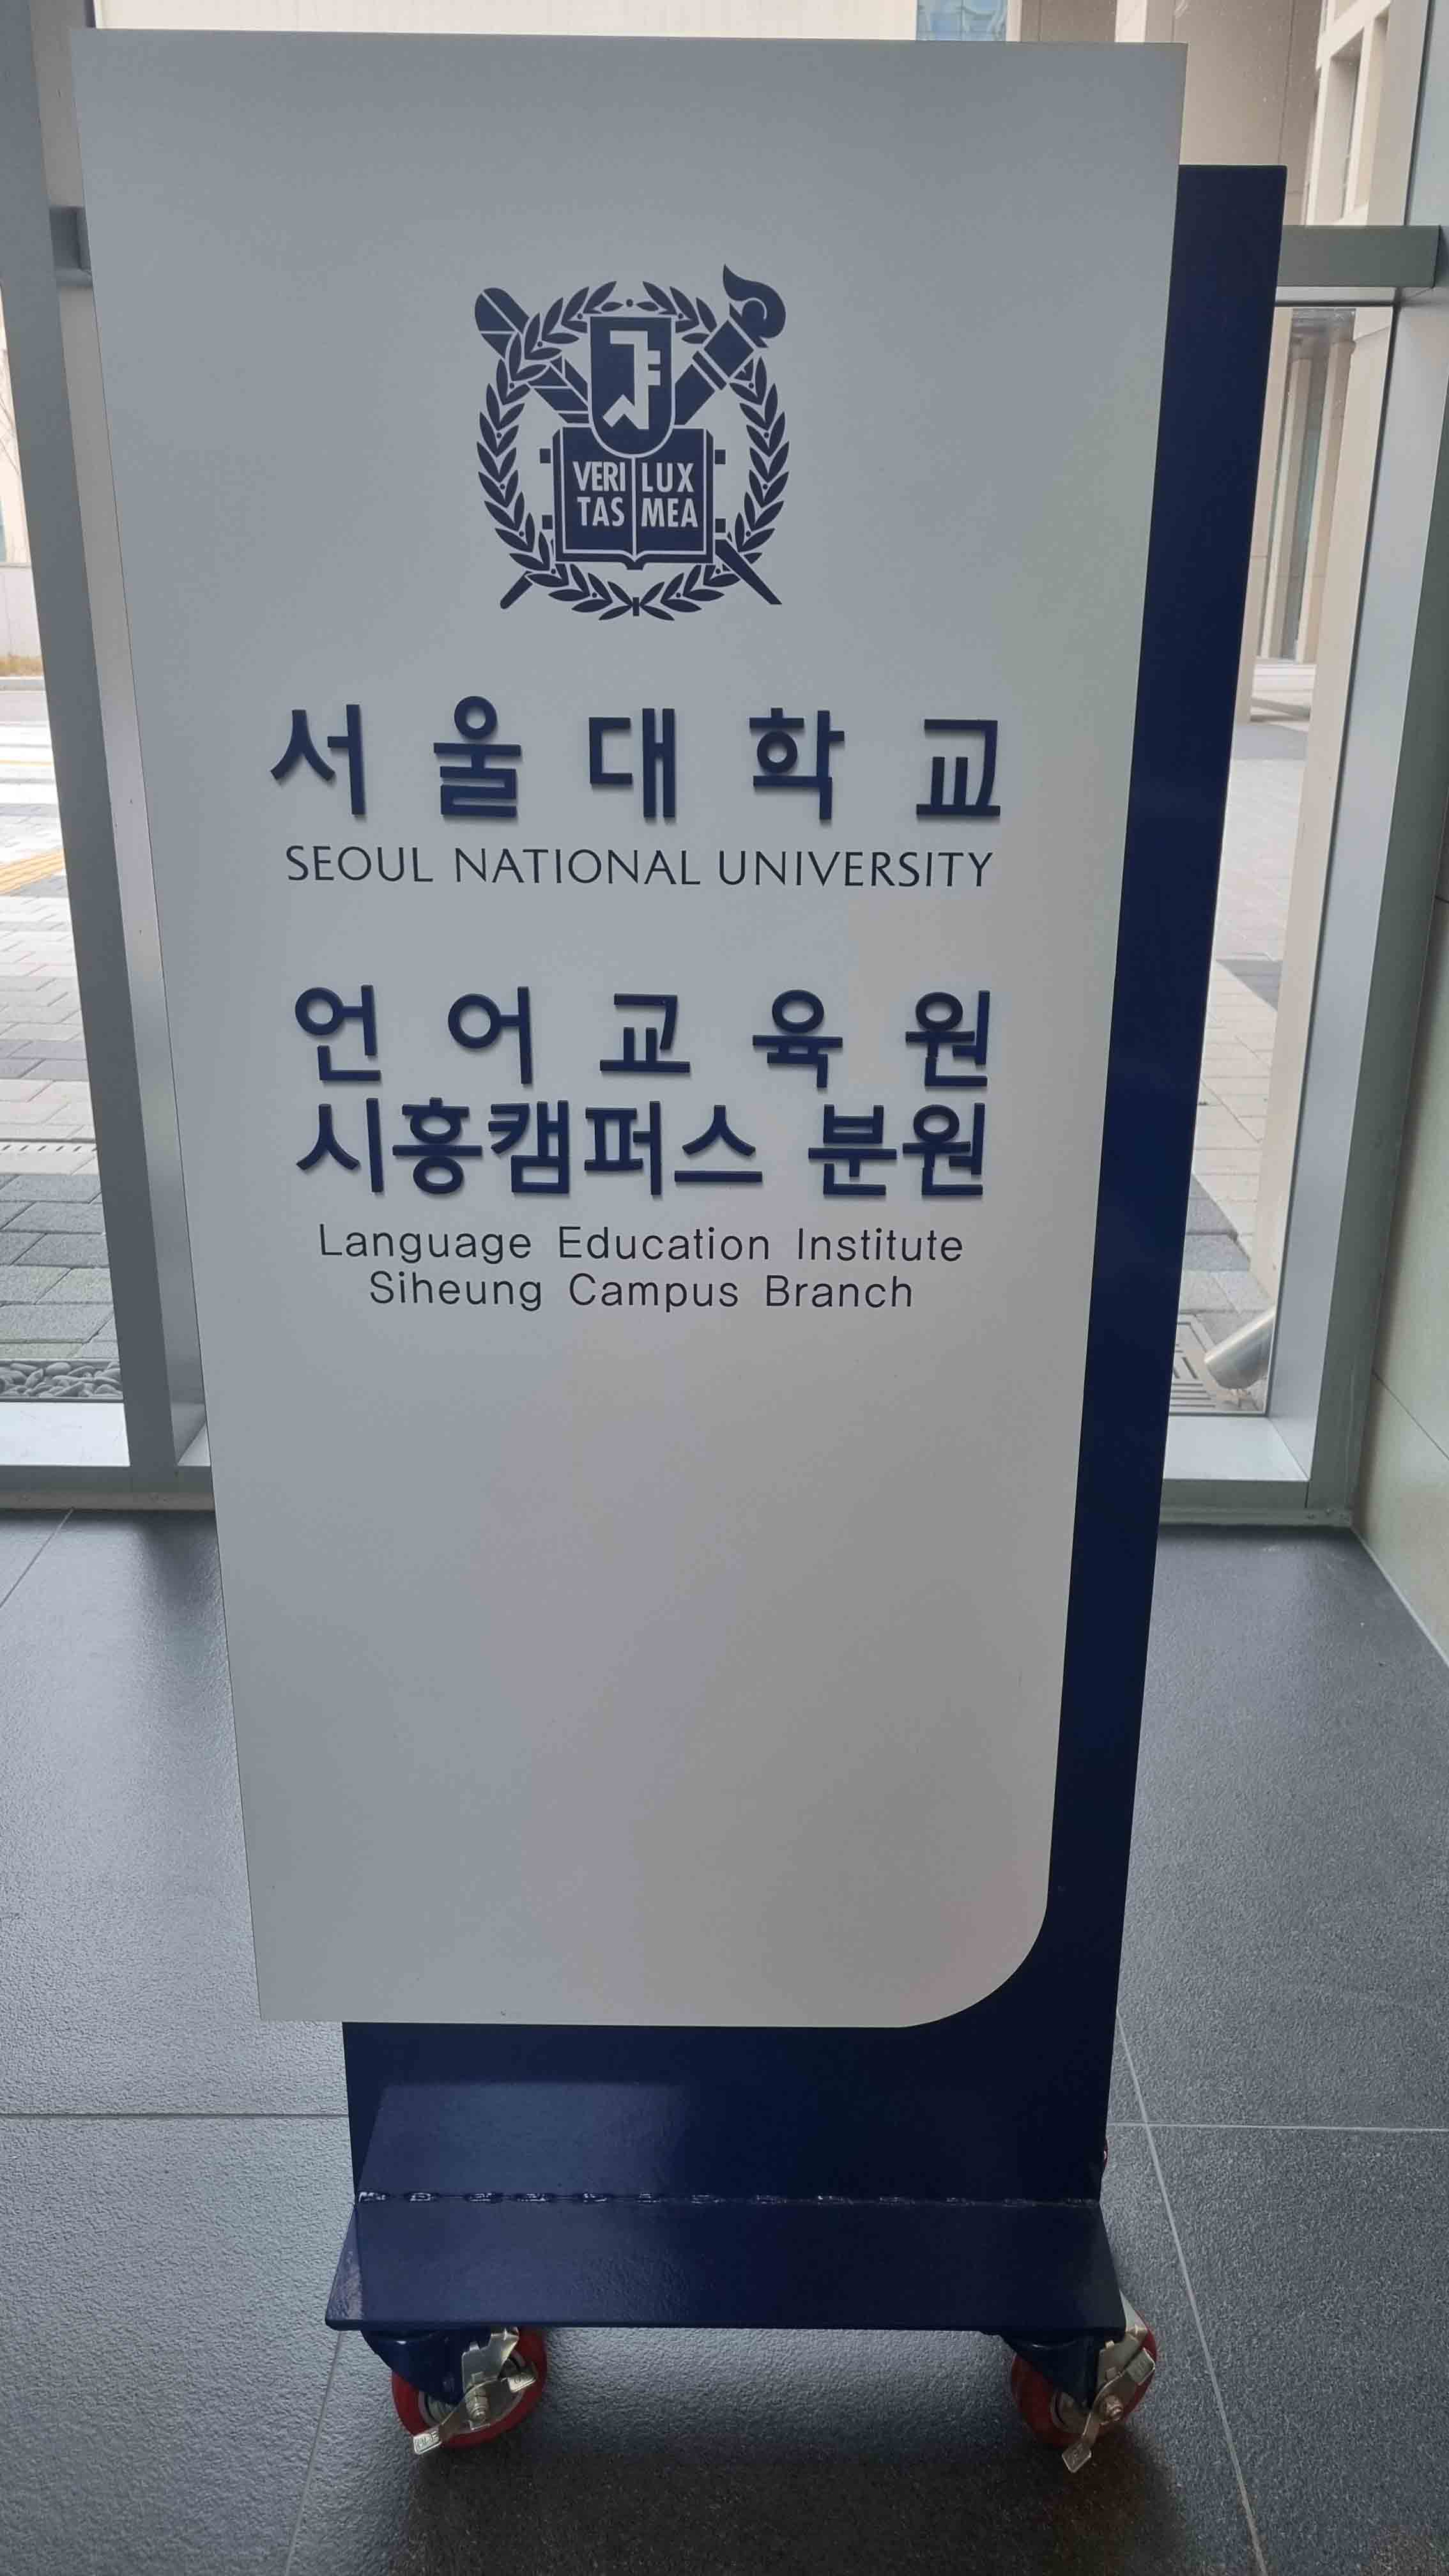 VERI LUX
TAS MEA
서울대학교
SEOUL NATIONAL UNIVERSITY
언어교육원
시흥캠퍼스 분원
Language Education Institute
Siheung Campus Branch